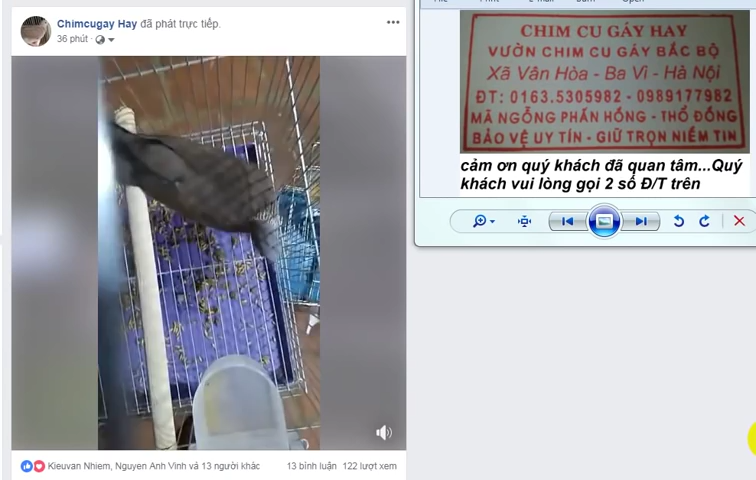 Chimcugay Hay đã phát trực tiếp.
36 phút
Kieuvan Nhiem, Nguyen Anh Vinh và 13 người khác
13 bình luận 122 lượt xem
CHIM CU GÁY HAY
VƯỜN CHIM CU GÁY BẮC BỘ
Xã Vân Hòa - Ba Vì - Hà Nội
ĐT: 0163.5305982 - 0989177982
MÃ NGỖNG PHẤN HỒNG - THỔ ĐỒNG
BẢO VỆ UY TÍN - GIỮ TRỌN NIỀM TIN
cảm ơn quý khách đã quan tâm...Quý
khách vui lòng gọi 2 số Đ/T trên